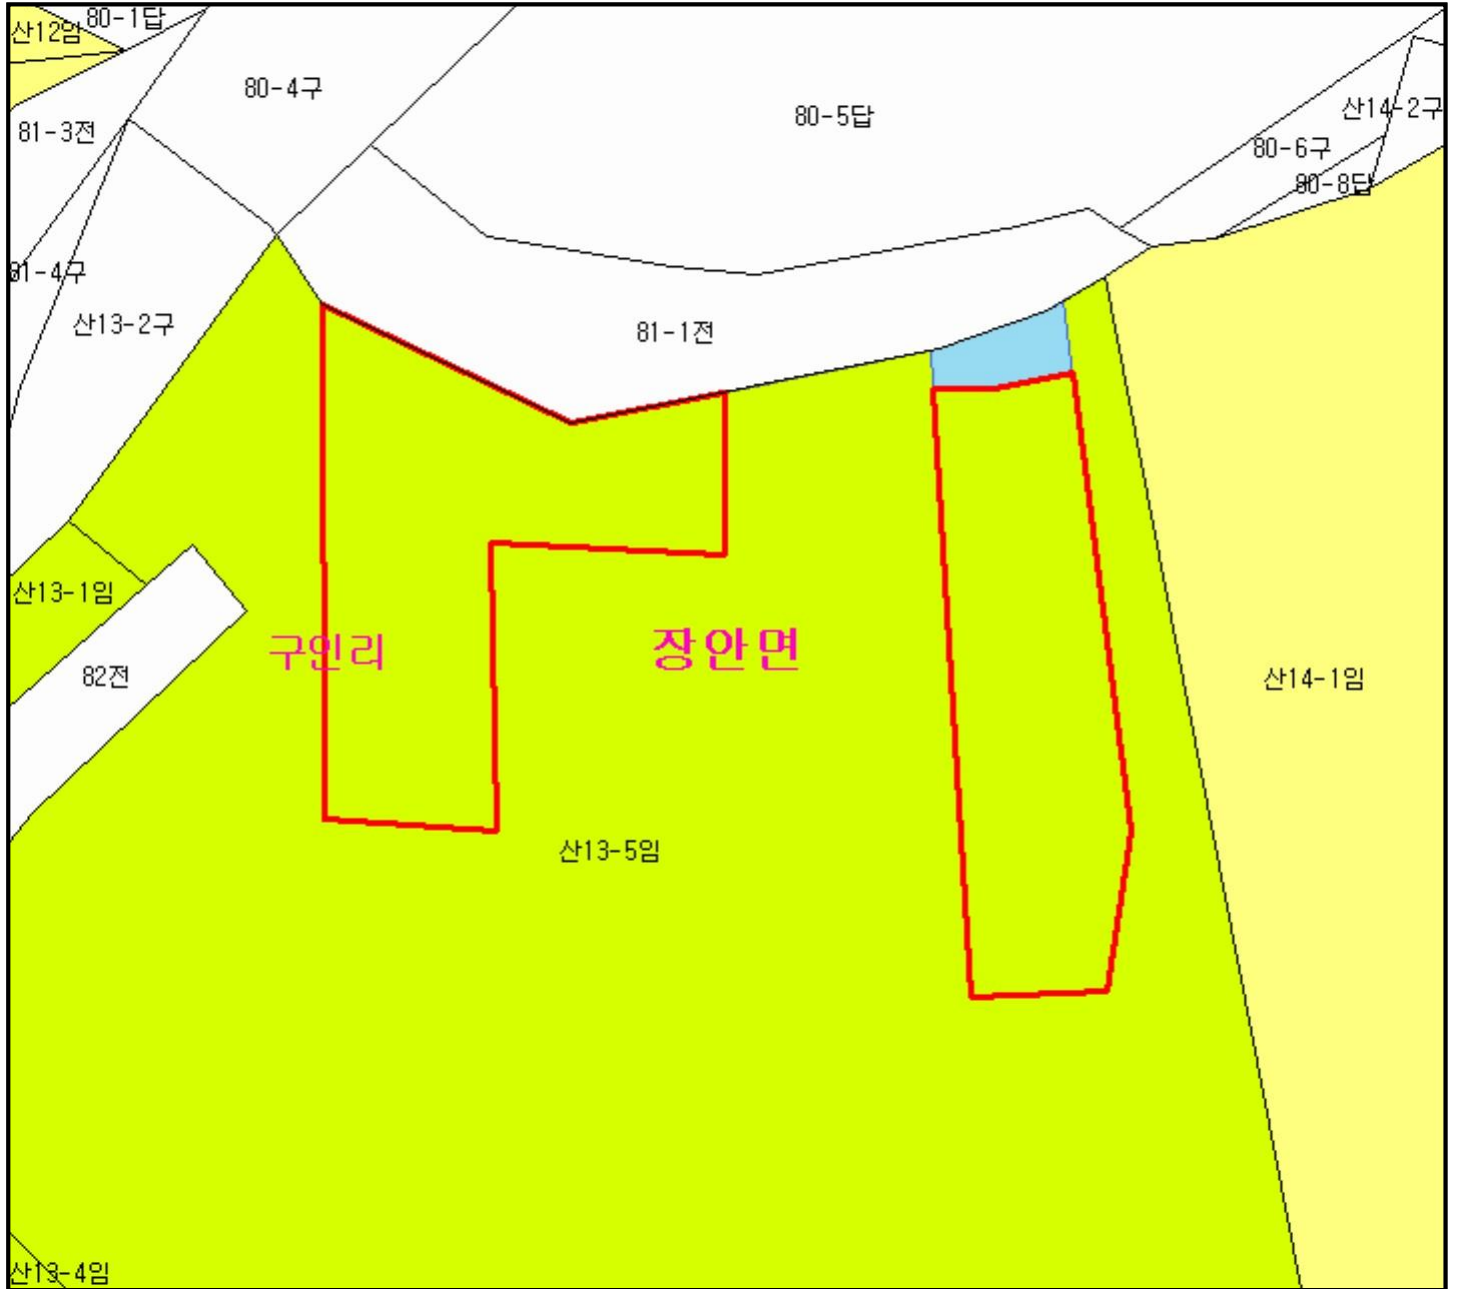 80-1답
산12임
80-4구
80-5답
산14-2구
81-3전
80-6구
80-8답
81-4구
산13-2구
81-1전
산13-1임
구인리
장안면
82전
산14-1임
산13-5임
산13-4임